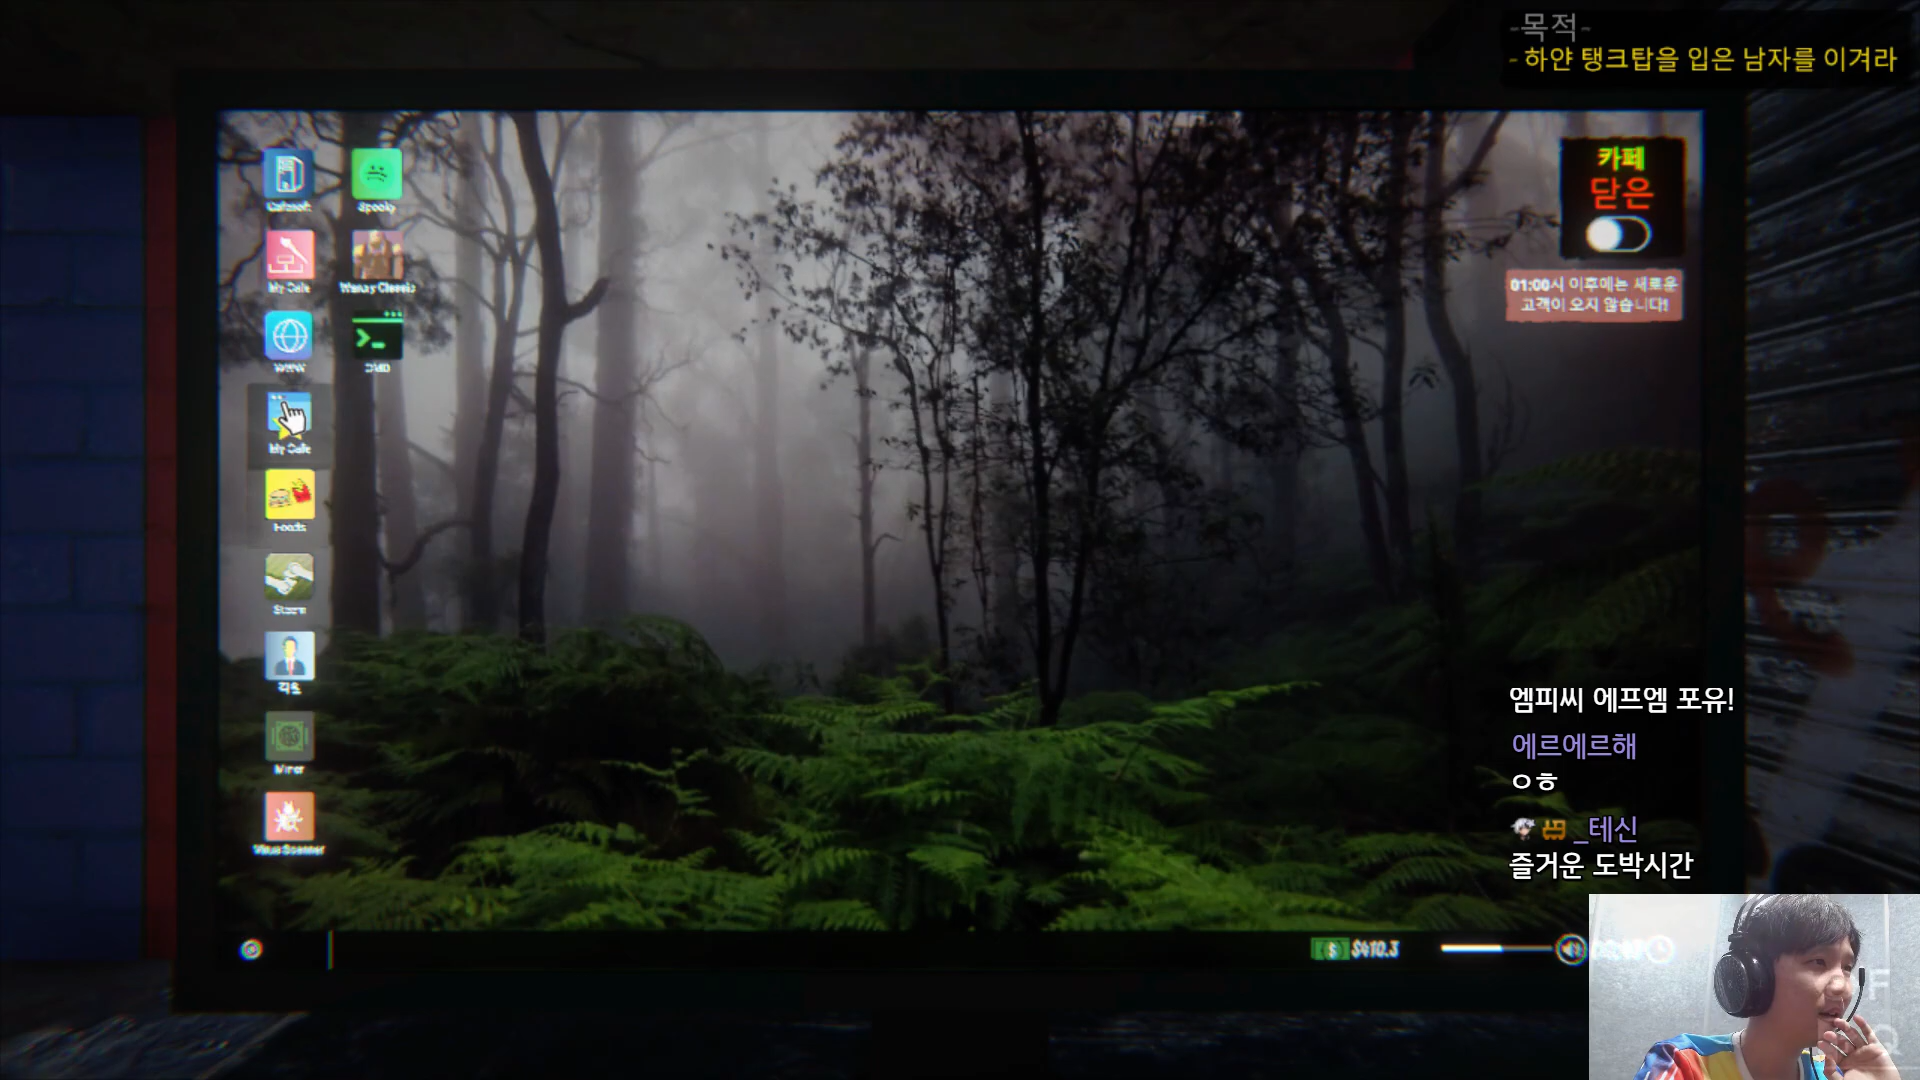 -목적-
- 하얀 탱크탑을 입은 남자를 이겨라
카페
닫은
01:00시 이후에는 새로운
고객이 오지 않습니다!
Spooky
My Cafe
WWW
My Cafe
Foods
직원
Miner
Virus Scanner
엠피씨 에프엠 포유!
에르에르해
ㅇㅎ
_테신
즐거운 도박시간
$410.3